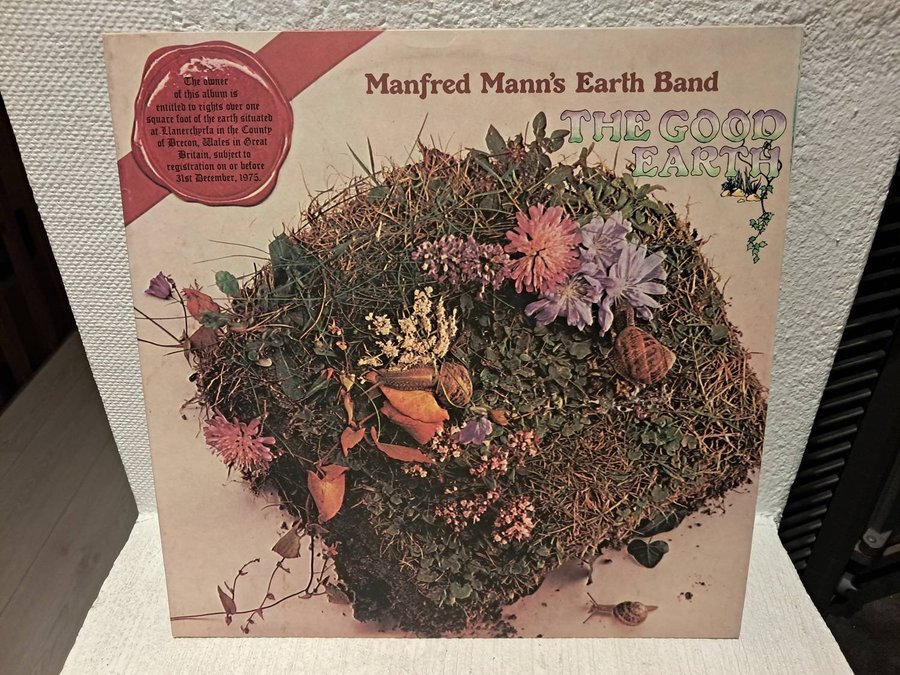 The owner
of this album is
entitled to rights over one
square foot of the earth situated
at Llanerchyrfa in the County
of Brecon, Wales in Great
Britain, subject to
registration on or before
31st December, 1975.
Manfred Mann's Earth Band
THE GOOD
EARTH